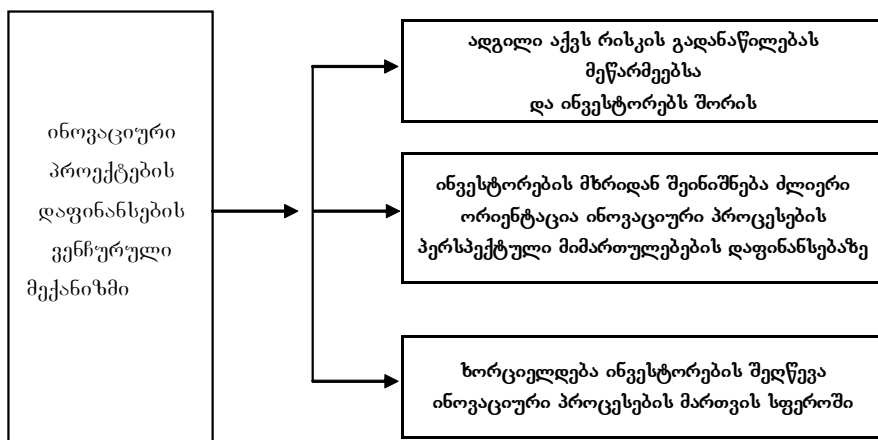 ინოვაციური
პროექტების
დაფინანსების
ვენჩურული
მექანიზმი
ადგილი აქვს რისკის გადანაწილებას
მეწარმეებსა
და ინვესტორებს შორის
ინვესტორების მხრიდან შეინიშნება ძლიერი
ორიენტაცია ინოვაციური პროცესების
პერსპექტული მიმართულებების დაფინანსებაზე
ხორციელდება ინვესტორების შეღწევა
ინოვაციური პროცესების მართვის სფეროში